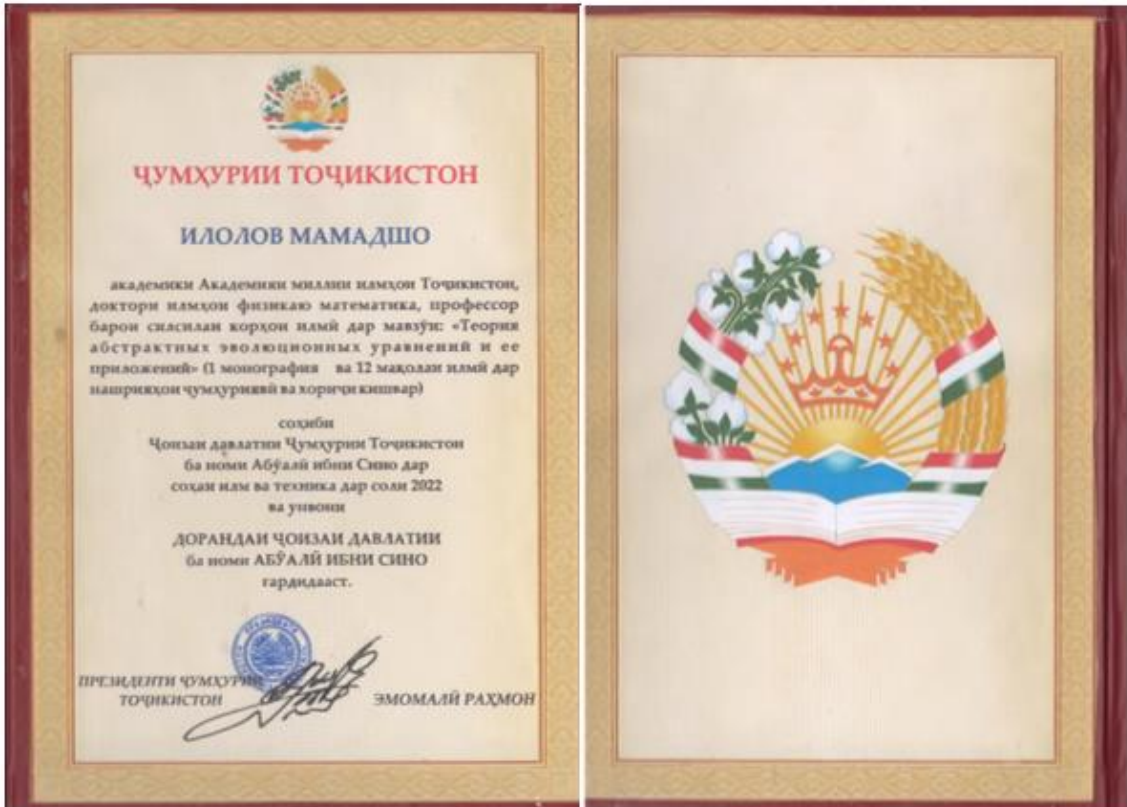 ҶУМҲУРИИ ТОҶИКИСТОН
ИЛОЛОВ МАМАДШО
академики Академияи миллии илмҳои Тоҷикистон,
доктори илмҳои физикаю математика, профессор
барои силсилаи корҳои илмӣ дар мавзӯи: «Теория
абстрактных эволюционных уравнений и ее
приложений» (1 монография ва 12 мақолаи илмӣ дар
нашрияҳои ҷумҳуриявӣ ва хориҷи кишвар)
соҳиби
Ҷоизаи давлатии Ҷумҳурии Тоҷикистон
ба номи Абӯалӣ ибни Сино дар
соҳаи илм ва техника дар соли 2022
ва унвони
ДОРАНДАИ ҶОИЗАИ ДАВЛАТИИ
ба номи АБӮАЛӢ ИБНИ СИНО
гардидааст.
ПРЕЗИДЕНТИ ҶУМҲУРИИ
ТОҶИКИСТОН
ЭМОМАЛӢ РАҲМОН